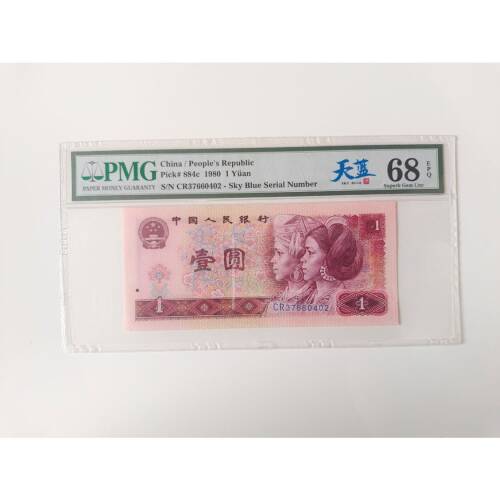 PMG
PAPER MONEY GUARANTY
China / People's Republic
Pick# 884c 1980 1 Yüan
S/N CR37660402 - Sky Blue Serial Number
天蓝
68
EPQ
Superb Gem Unc
中国人民银行
壹圆
1
1
1
CR37660402